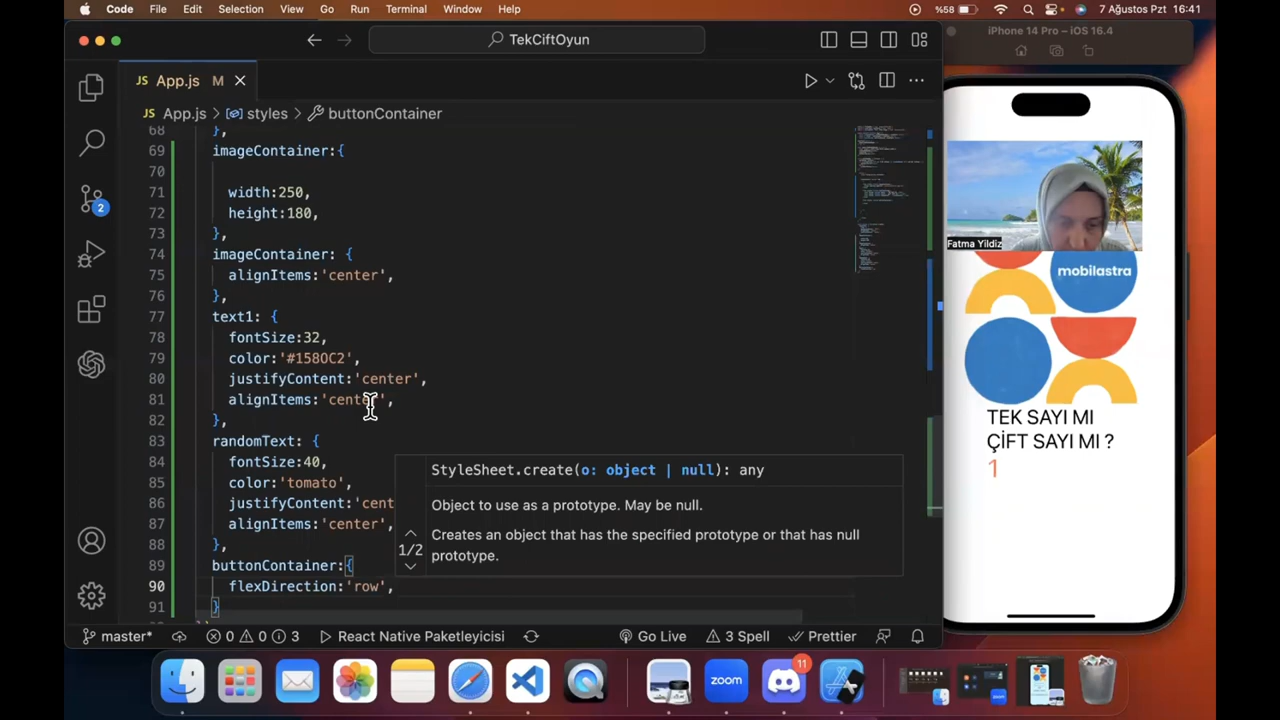 Code File Edit Selection View Go Run Terminal Window Help %58 7 Ağustos Pzt 16:41
TekCiftOyun
iPhone 14 Pro – iOS 16.4
JS App.js M
JS App.js > styles > buttonContainer
68 },
69 imageContainer:{
70
71 width:250,
72 height:180,
73 },
74 imageContainer: {
75 alignItems:'center',
76 },
77 text1: {
78 fontSize:32,
79 color:'#1580C2',
80 justifyContent:'center',
81 alignItems:'center',
82 },
83 randomText: {
84 fontSize:40,
85 color:'tomato',
86 justifyContent:'cent
87 alignItems:'center',
88 },
89 buttonContainer:{
90 flexDirection:'row',
91 }
StyleSheet.create(o: object | null): any
Object to use as a prototype. May be null.
1/2
Creates an object that has the specified prototype or that has null
prototype.
2
master* 0 0 3 React Native Paketleyicisi Go Live 3 Spell Prettier
Fatma Yildiz
mobilastra
TEK SAYI MI
ÇİFT SAYI MI ?
1
zoom
11